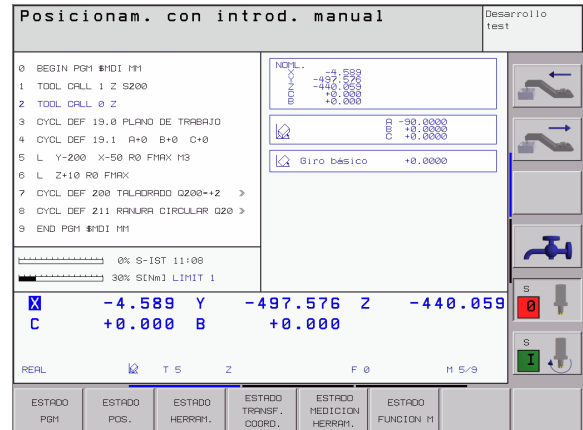 Posicionam. con introd. manual
Desarrollo
test
0 BEGIN PGM $MDI MM
1 TOOL CALL 1 Z S200
2 TOOL CALL 0 Z
3 CYCL DEF 19.0 PLANO DE TRABAJO
4 CYCL DEF 19.1 A+0 B+0 C+0
5 L Y-200 X-50 R0 FMAX M3
6 L Z+10 R0 FMAX
7 CYCL DEF 200 TALADRADO Q200=+2 »
8 CYCL DEF 211 RANURA CIRCULAR Q20 »
9 END PGM $MDI MM
NOML.
X -4.589
Y -497.576
Z -440.059
C +0.000
B +0.000
A -90.0000
B +0.0000
C +0.0000
Giro básico +0.0000
0% S-IST 11:08
30% S[Nm] LIMIT 1
X -4.589 Y -497.576 Z -440.059
C +0.000 B +0.000
REAL T 5 Z F 0 M 5/9
S
0
S
I
ESTADO
PGM
ESTADO
POS.
ESTADO
HERRAM.
ESTADO
TRANSF.
COORD.
ESTADO
MEDICION
HERRAM.
ESTADO
FUNCION M